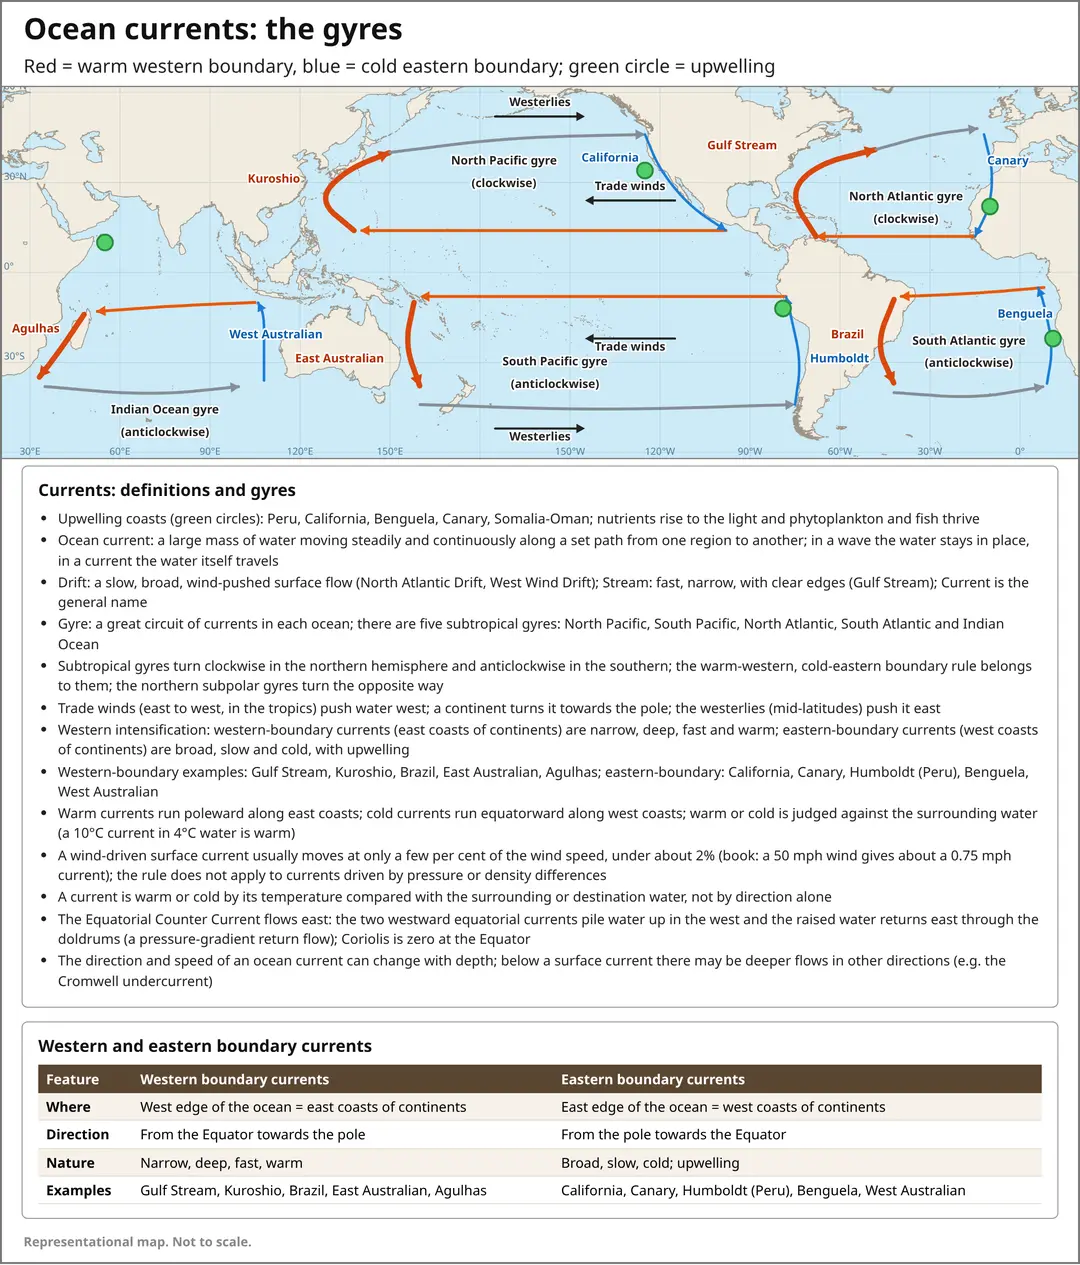 Ocean currents: the gyres
Red = warm western boundary, blue = cold eastern boundary; green circle = upwelling
Westerlies
Gulf Stream
California
North Pacific gyre
(clockwise)
Canary
Kuroshio
30°N
Trade winds
North Atlantic gyre
(clockwise)
0°
Agulhas
West Australian
East Australian
Trade winds
South Pacific gyre
(anticlockwise)
Brazil
Humboldt
Benguela
South Atlantic gyre
(anticlockwise)
30°S
Indian Ocean gyre
(anticlockwise)
Westerlies
30°E 60°E 90°E 120°E 150°E 150°W 120°W 90°W 60°W 30°W 0°
Currents: definitions and gyres
• Upwelling coasts (green circles): Peru, California, Benguela, Canary, Somalia-Oman; nutrients rise to the light and phytoplankton and fish thrive
• Ocean current: a large mass of water moving steadily and continuously along a set path from one region to another; in a wave the water stays in place,
in a current the water itself travels
• Drift: a slow, broad, wind-pushed surface flow (North Atlantic Drift, West Wind Drift); Stream: fast, narrow, with clear edges (Gulf Stream); Current is the
general name
• Gyre: a great circuit of currents in each ocean; there are five subtropical gyres: North Pacific, South Pacific, North Atlantic, South Atlantic and Indian
Ocean
• Subtropical gyres turn clockwise in the northern hemisphere and anticlockwise in the southern; the warm-western, cold-eastern boundary rule belongs
to them; the northern subpolar gyres turn the opposite way
• Trade winds (east to west, in the tropics) push water west; a continent turns it towards the pole; the westerlies (mid-latitudes) push it east
• Western intensification: western-boundary currents (east coasts of continents) are narrow, deep, fast and warm; eastern-boundary currents (west coasts
of continents) are broad, slow and cold, with upwelling
• Western-boundary examples: Gulf Stream, Kuroshio, Brazil, East Australian, Agulhas; eastern-boundary: California, Canary, Humboldt (Peru), Benguela,
West Australian
• Warm currents run poleward along east coasts; cold currents run equatorward along west coasts; warm or cold is judged against the surrounding water
(a 10°C current in 4°C water is warm)
• A wind-driven surface current usually moves at only a few per cent of the wind speed, under about 2% (book: a 50 mph wind gives about a 0.75 mph
current); the rule does not apply to currents driven by pressure or density differences
• A current is warm or cold by its temperature compared with the surrounding or destination water, not by direction alone
• The Equatorial Counter Current flows east: the two westward equatorial currents pile water up in the west and the raised water returns east through the
doldrums (a pressure-gradient return flow); Coriolis is zero at the Equator
• The direction and speed of an ocean current can change with depth; below a surface current there may be deeper flows in other directions (e.g. the
Cromwell undercurrent)
Western and eastern boundary currents
Feature Western boundary currents Eastern boundary currents
Where West edge of the ocean = east coasts of continents East edge of the ocean = west coasts of continents
Direction From the Equator towards the pole From the pole towards the Equator
Nature Narrow, deep, fast, warm Broad, slow, cold; upwelling
Examples Gulf Stream, Kuroshio, Brazil, East Australian, Agulhas California, Canary, Humboldt (Peru), Benguela, West Australian
Representational map. Not to scale.